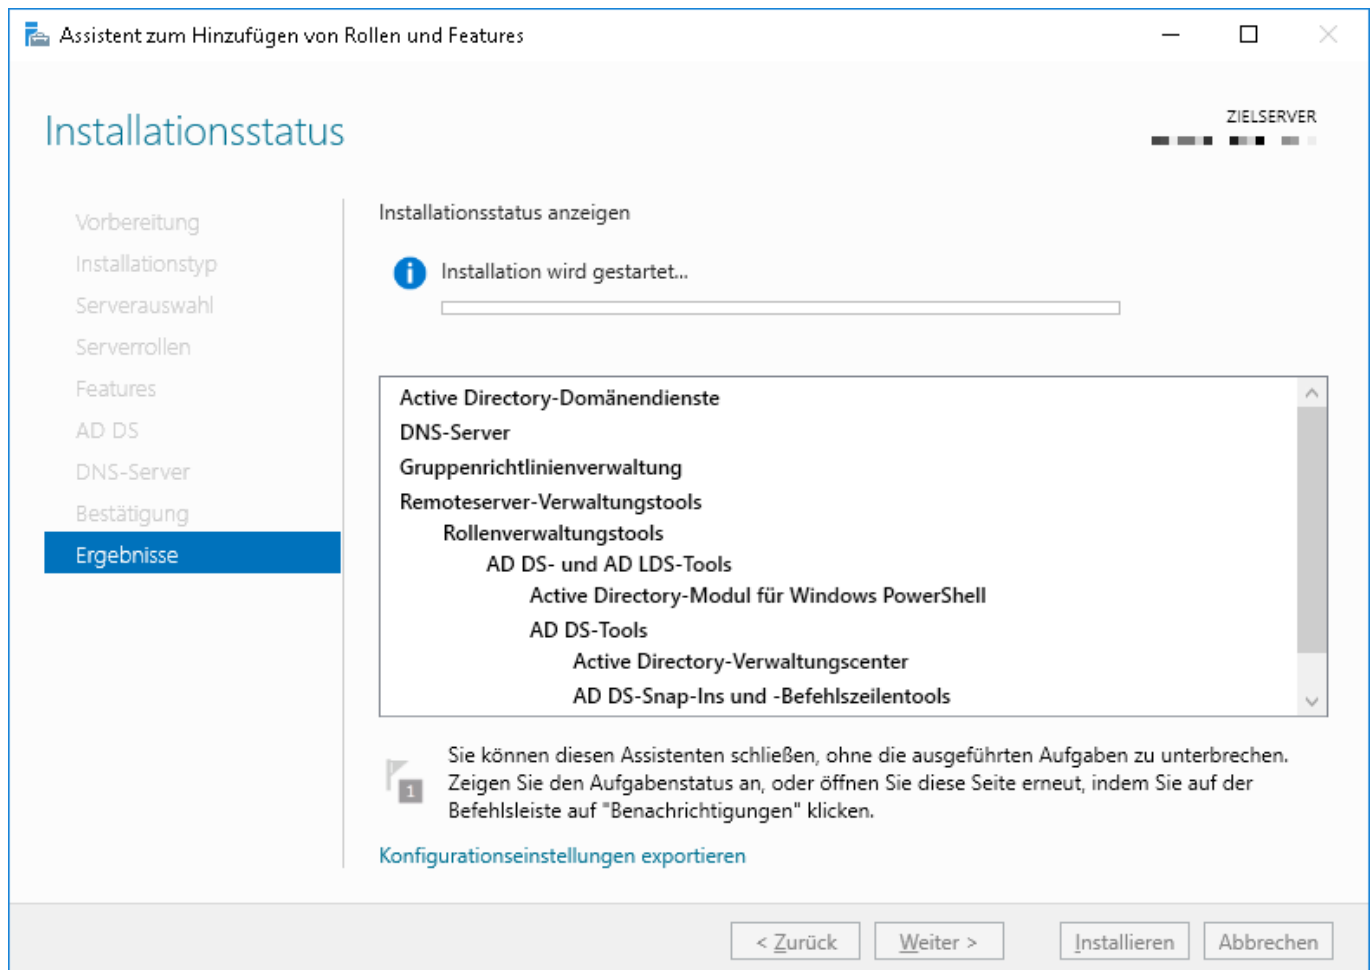 Assistent zum Hinzufügen von Rollen und Features
Installationsstatus
ZIELSERVER
Vorbereitung
Installationstyp
Serverauswahl
Serverrollen
Features
AD DS
DNS-Server
Bestätigung
Ergebnisse
Installationsstatus anzeigen
Installation wird gestartet...
Active Directory-Domänendienste
DNS-Server
Gruppenrichtlinienverwaltung
Remoteserver-Verwaltungstools
Rollenverwaltungstools
AD DS- und AD LDS-Tools
Active Directory-Modul für Windows PowerShell
AD DS-Tools
Active Directory-Verwaltungscenter
AD DS-Snap-Ins und -Befehlszeilentools
1
Sie können diesen Assistenten schließen, ohne die ausgeführten Aufgaben zu unterbrechen.
Zeigen Sie den Aufgabenstatus an, oder öffnen Sie diese Seite erneut, indem Sie auf der
Befehlsleiste auf "Benachrichtigungen" klicken.
Konfigurationseinstellungen exportieren
< Zurück
Weiter >
Installieren
Abbrechen